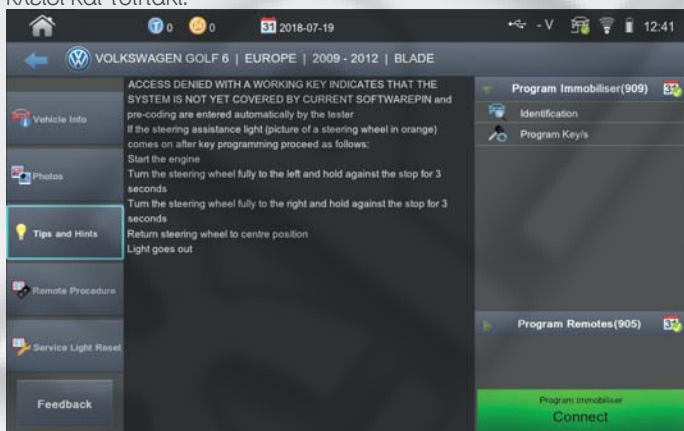 0 0 31 2018-07-19 - V 12:41
VOLKSWAGEN GOLF 6 | EUROPE | 2009 - 2012 | BLADE
Vehicle Info
Photos
Tips and Hints
Remote Procedure
Service Light Reset
Feedback
ACCESS DENIED WITH A WORKING KEY INDICATES THAT THE
SYSTEM IS NOT YET COVERED BY CURRENT SOFTWAREPIN and
pre-coding are entered automatically by the tester
If the steering assistance light (picture of a steering wheel in orange)
comes on after key programming proceed as follows:
Start the engine
Turn the steering wheel fully to the left and hold against the stop for 3
seconds
Turn the steering wheel fully to the right and hold against the stop for 3
seconds
Return steering wheel to centre position
Light goes out
Program Immobiliser(909)
Identification
Program Key/s
Program Remotes(905)
Program Immobiliser
Connect